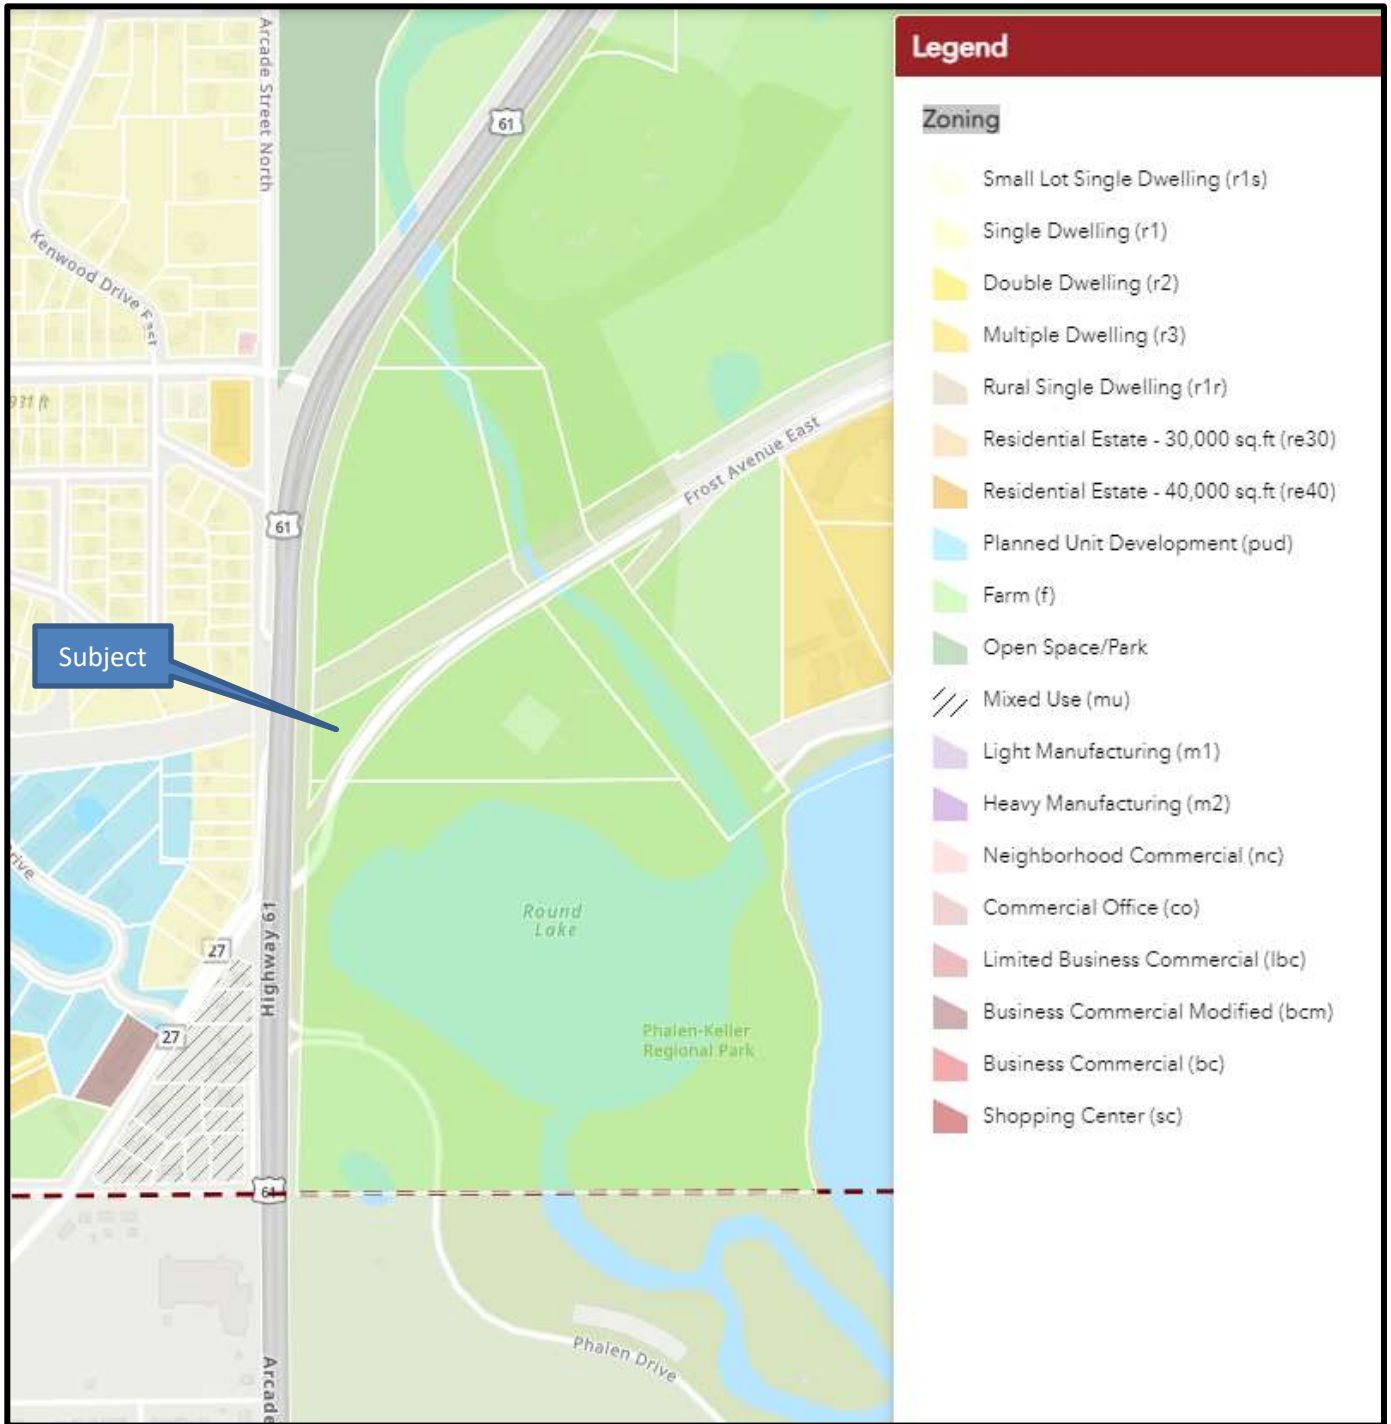 Arcade Street North
61
Kenwood Drive East
931 ft
Frost Avenue East
61
Subject
Round
Lake
27
Highway 61
27
Phalen-Keller
Regional Park
61
Phalen Drive
Arcade
Legend
Zoning
Small Lot Single Dwelling (r1s)
Single Dwelling (r1)
Double Dwelling (r2)
Multiple Dwelling (r3)
Rural Single Dwelling (r1r)
Residential Estate - 30,000 sq.ft (re30)
Residential Estate - 40,000 sq.ft (re40)
Planned Unit Development (pud)
Farm (f)
Open Space/Park
Mixed Use (mu)
Light Manufacturing (m1)
Heavy Manufacturing (m2)
Neighborhood Commercial (nc)
Commercial Office (co)
Limited Business Commercial (lbc)
Business Commercial Modified (bcm)
Business Commercial (bc)
Shopping Center (sc)